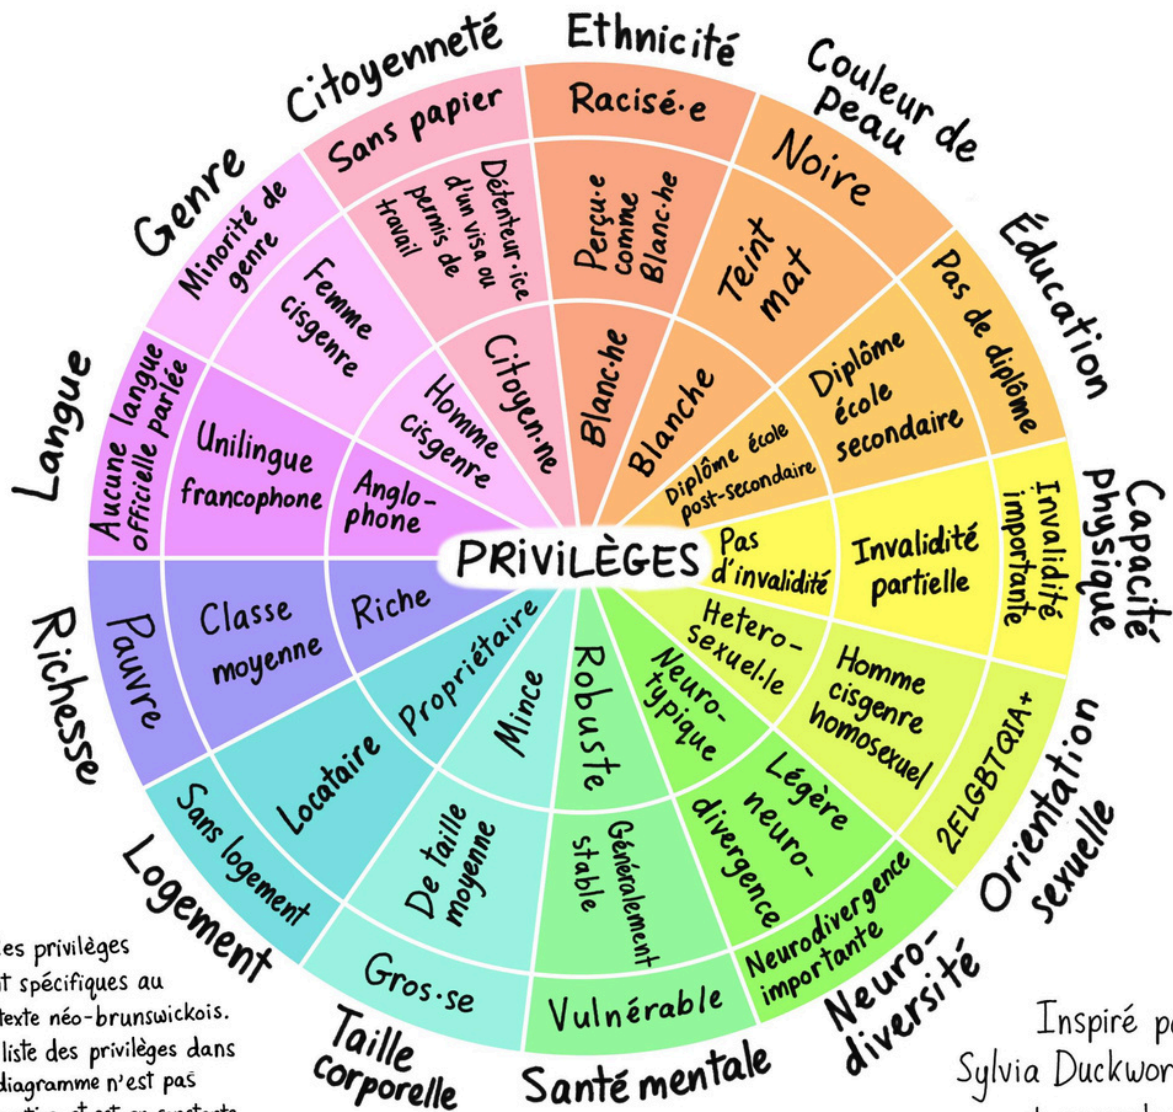 Citoyenneté
Sans papier
Détenteur·ice
d'un visa ou
permis de
travail
Citoyen·ne
Ethnicité
Racisé·e
Perçu·e
comme
Blanc·he
Blanc·he
Couleur de
peau
Noire
Teint
mat
Blanche
Éducation
Pas de diplôme
Diplôme
école
secondaire
Diplôme école
post-secondaire
Capacité
physique
Invalidité
importante
Invalidité
partielle
Pas
d'invalidité
Orientation
sexuelle
2ELGBTQIA+
Homme
cisgenre
homosexuel
Hetero-
sexuel·le
Neuro-
diversité
Neurodivergence
importante
Légère
neuro-
divergence
Neuro-
typique
Santé mentale
Vulnérable
Généralement
stable
Robuste
Taille
corporelle
Gros·se
De taille
moyenne
Mince
Logement
Sans logement
Locataire
Propriétaire
Richesse
Pauvre
Classe
moyenne
Riche
Langue
Aucune langue
officielle parlée
Unilingue
francophone
Anglo-
phone
Genre
Minorité de
genre
Femme
cisgenre
Homme
cisgenre
PRIVILÈGES
es privilèges
t spécifiques au
texte néo-brunswickois.
liste des privilèges dans
diagramme n'est pas
Inspiré p
Sylvia Duckwor